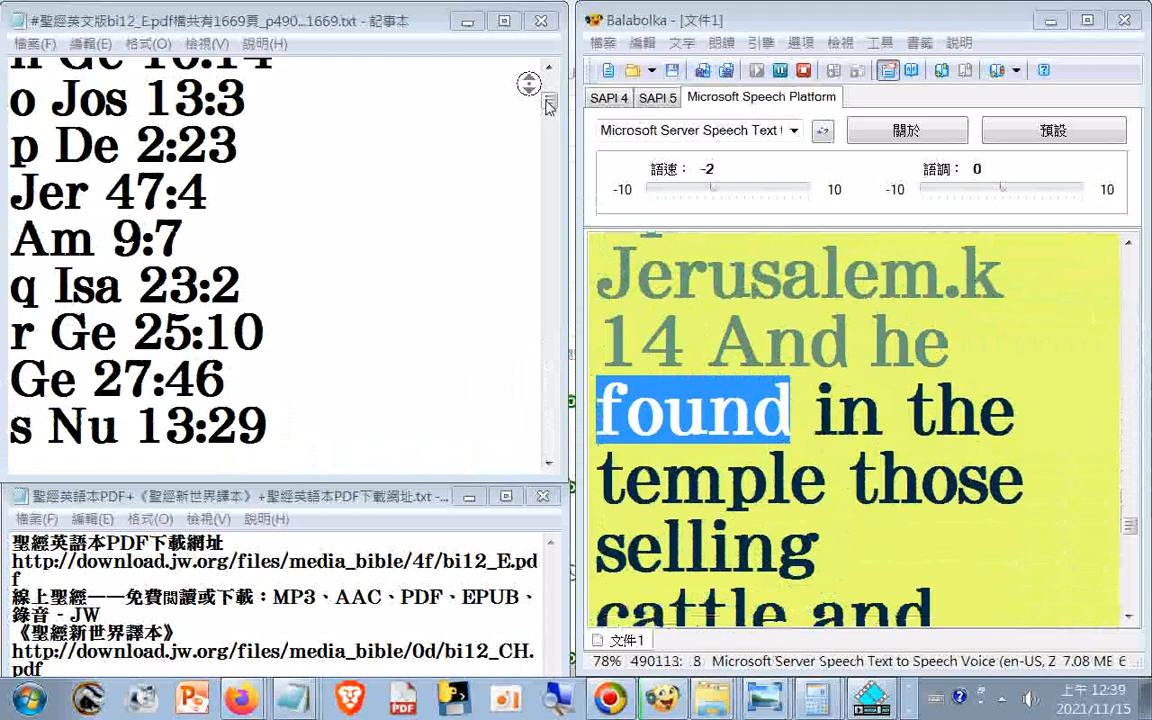 #聖經英文版bi12_E.pdf檔共有1669頁_p490...1669.txt - 記事本
檔案(F) 編輯(E) 格式(O) 檢視(V) 說明(H)
n Ge 10:14
o Jos 13:3
p De 2:23
Jer 47:4
Am 9:7
q Isa 23:2
r Ge 25:10
Ge 27:46
s Nu 13:29
聖經英語本PDF+《聖經新世界譯本》+聖經英語本PDF下載網址.txt -...
檔案(F) 編輯(E) 格式(O) 檢視(V) 說明(H)
聖經英語本PDF下載網址
http://download.jw.org/files/media_bible/4f/bi12_E.pd
f
線上聖經——免費閱讀或下載：MP3、AAC、PDF、EPUB、
錄音 - JW
《聖經新世界譯本》
http://download.jw.org/files/media_bible/0d/bi12_CH.
pdf
Balabolka - [文件1]
檔案 編輯 文字 朗讀 引擎 選項 檢視 工具 書籤 說明
SAPI 4 SAPI 5 Microsoft Speech Platform
Microsoft Server Speech Text 關於 預設
語速： -2 語調： 0
-10 10 -10 10
Jerusalem.k
14 And he
found in the
temple those
selling
cattle and
文件1
78% 490113: .8 Microsoft Server Speech Text to Speech Voice (en-US, Z 7.08 MB 6
上午 12:39
2021/11/15